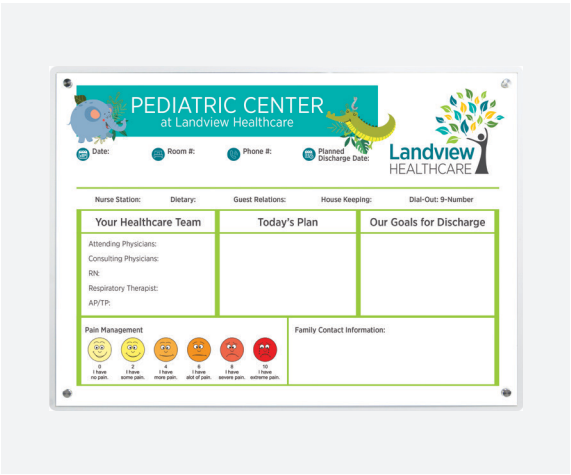 PEDIATRIC CENTER
at Landview Healthcare
Landview
HEALTHCARE
Date:
Room #:
Phone #:
Planned
Discharge Date:
Nurse Station:
Dietary:
Guest Relations:
House Keeping:
Dial-Out: 9-Number
Your Healthcare Team
Today's Plan
Our Goals for Discharge
Attending Physicians:
Consulting Physicians:
RN:
Respiratory Therapist:
AP/TP:
Pain Management
0
I have
no pain.
2
I have
some pain.
4
I have
more pain.
6
I have
alot of pain.
8
I have
severe pain.
10
I have
extreme pain.
Family Contact Information: